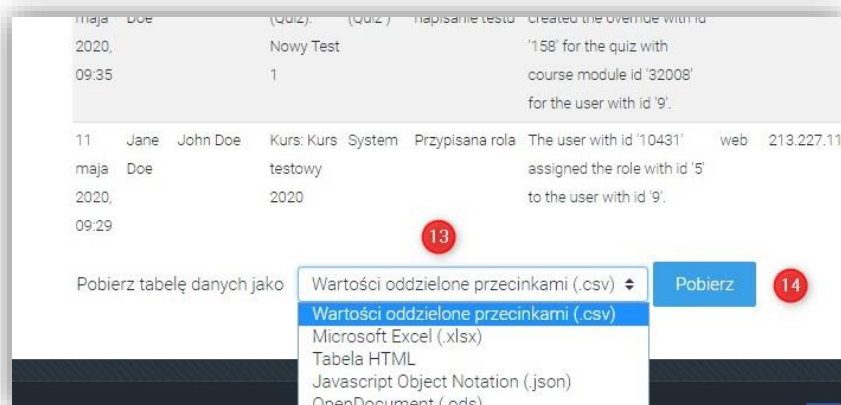 maja Doe (Quiz): (Quiz ) napisanie testu created the override with id
2020, Nowy Test '158' for the quiz with
09:35 1 course module id '32008'
for the user with id '9'.
11 Jane John Doe Kurs: Kurs System Przypisana rola The user with id '10431' web 213.227.11
maja Doe testowy assigned the role with id '5'
2020, 2020 to the user with id '9'.
09:29
13
Pobierz tabelę danych jako Wartości oddzielone przecinkami (.csv) Pobierz 14
Wartości oddzielone przecinkami (.csv)
Microsoft Excel (.xlsx)
Tabela HTML
Javascript Object Notation (.json)
OpenDocument (.ods)